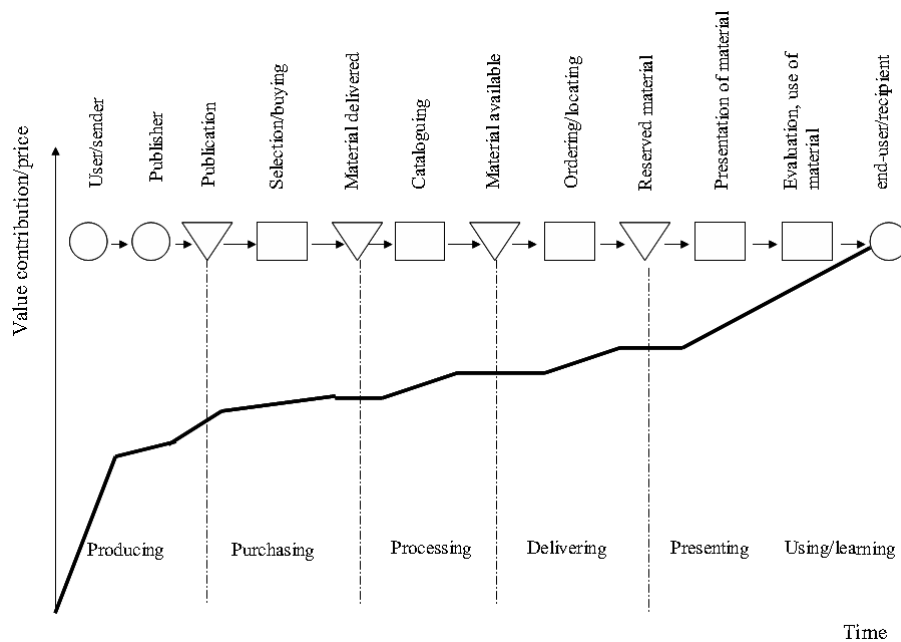 User/sender
Publisher
Publication
Selection/buying
Material delivered
Cataloguing
Material available
Ordering/locating
Reserved material
Presentation of material
Evaluation, use of
material
end-user/recipient
Value contribution/price
Producing
Purchasing
Processing
Delivering
Presenting
Using/learning
Time